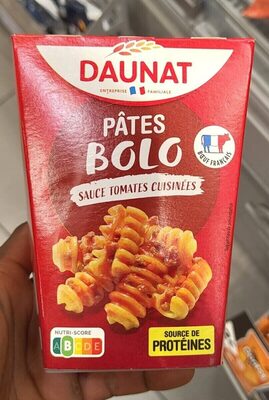 DAUNAT
ENTREPRISE FAMILIALE
PÂTES
BOLO
BŒUF FRANÇAIS
SAUCE TOMATES CUISINÉES
NUTRI-SCORE
A B C D E
SOURCE DE
PROTÉINES